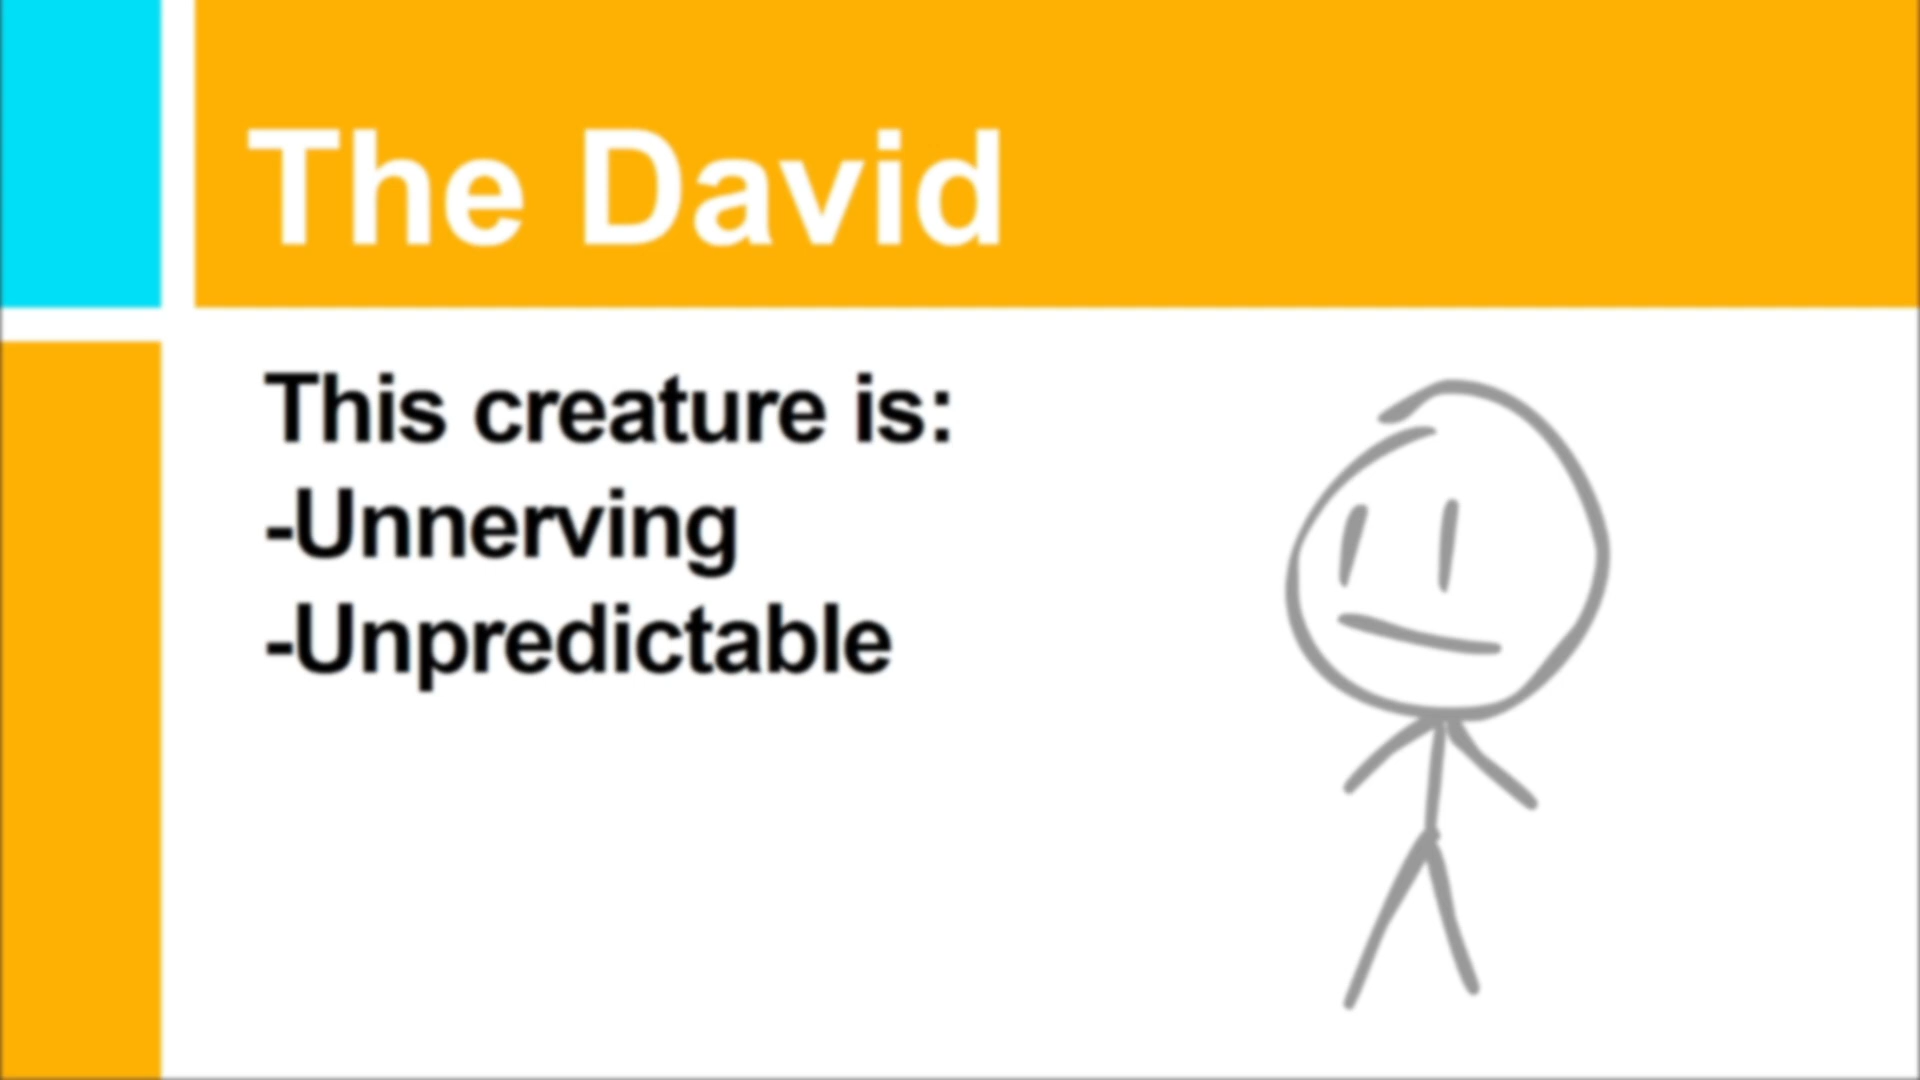 The David
This creature is:
-Unnerving
-Unpredictable